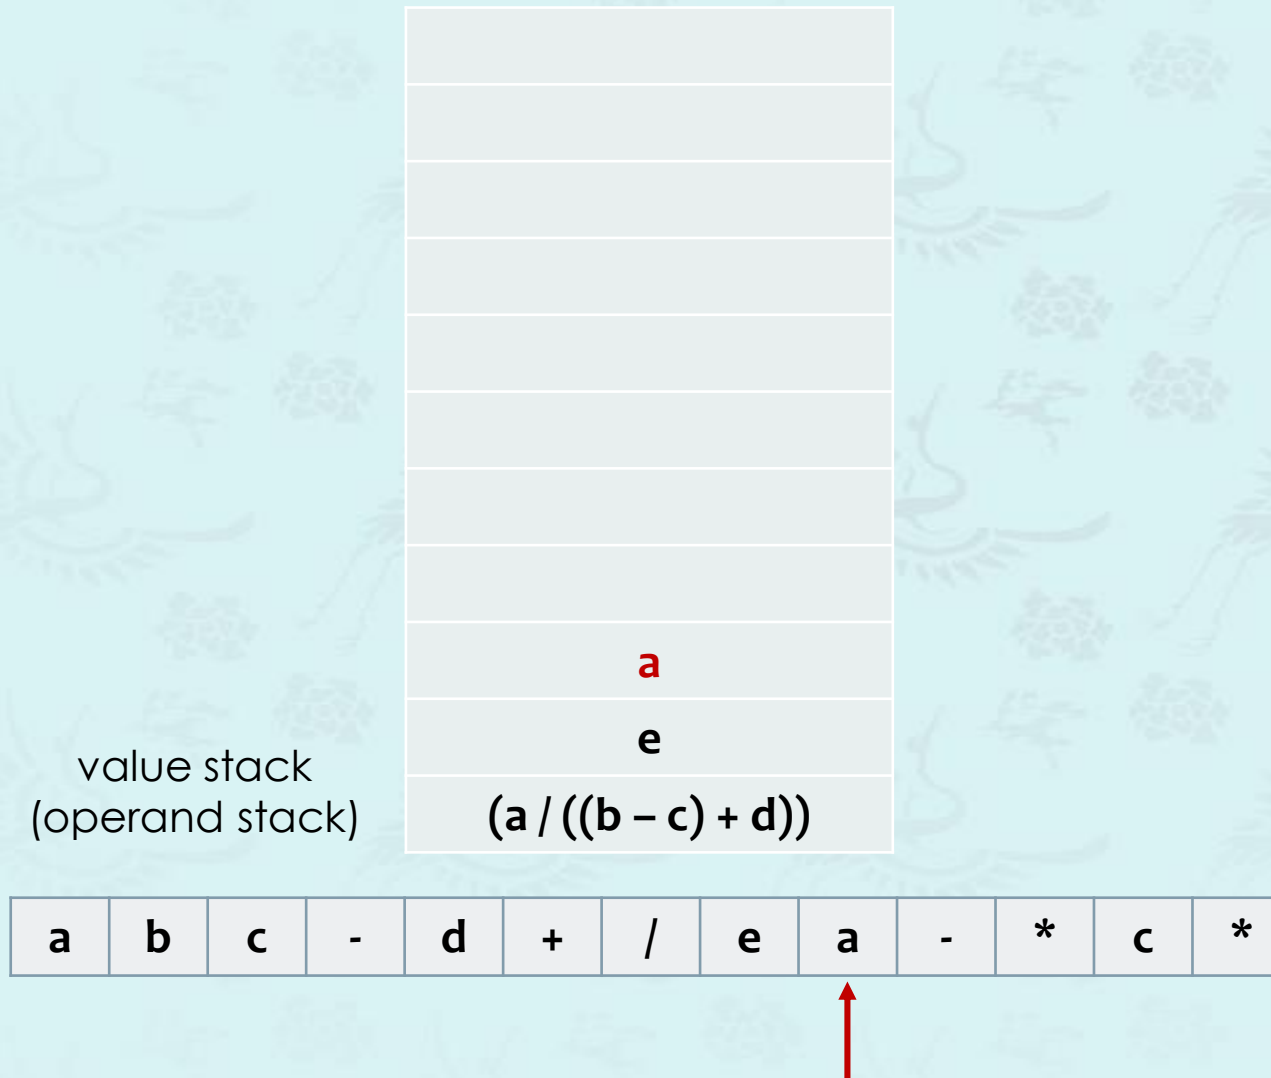 a
e
value stack
(operand stack)
(a / ((b – c) + d))
a b c - d + / e a - * c *